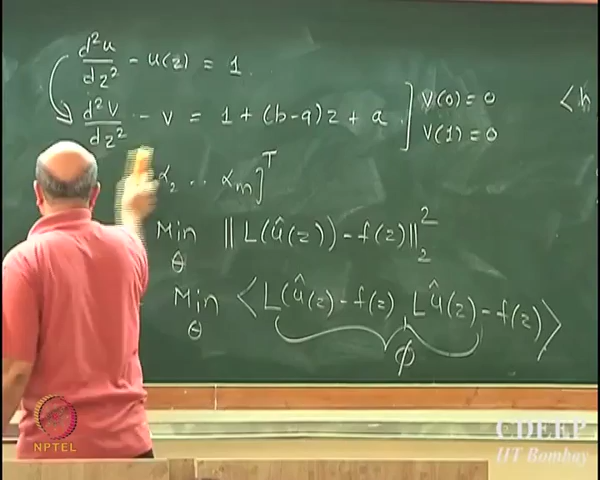 d²u/dz² - u(z) = 1
d²v/dz² - v = 1 + (b-a)z + a ] v(0) = 0
v(1) = 0
α₂ .. αₘ]ᵀ
Min θ ||L(û(z)) - f(z)||₂²
Min θ <L(û(z) - f(z), Lû(z) - f(z)>
ϕ
NPTEL
CDEEP
IIT Bombay